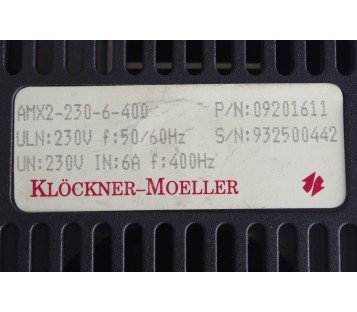 AMX2-230-6-400 P/N:09201611
ULN:230V f:50/60Hz S/N:932500442
UN:230V IN:6A f:400Hz
KLÖCKNER-MOELLER